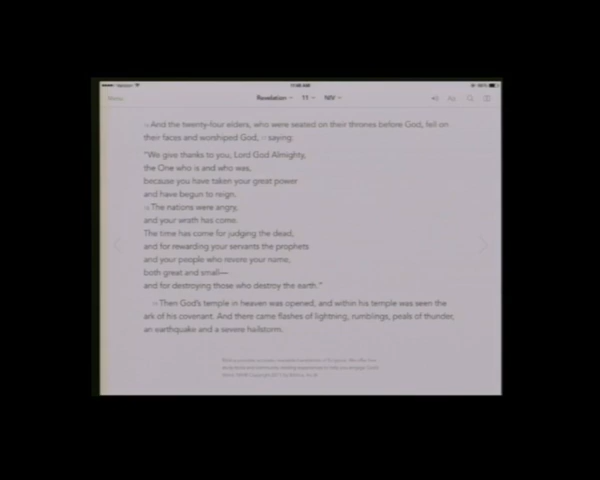 Menu
Revelation 11 NIV
Aa
16 And the twenty-four elders, who were seated on their thrones before God, fell on
their faces and worshiped God, 17 saying:
"We give thanks to you, Lord God Almighty,
the One who is and who was,
because you have taken your great power
and have begun to reign.
18 The nations were angry,
and your wrath has come.
The time has come for judging the dead,
and for rewarding your servants the prophets
and your people who revere your name,
both great and small—
and for destroying those who destroy the earth."
19 Then God's temple in heaven was opened, and within his temple was seen the
ark of his covenant. And there came flashes of lightning, rumblings, peals of thunder,
an earthquake and a severe hailstorm.